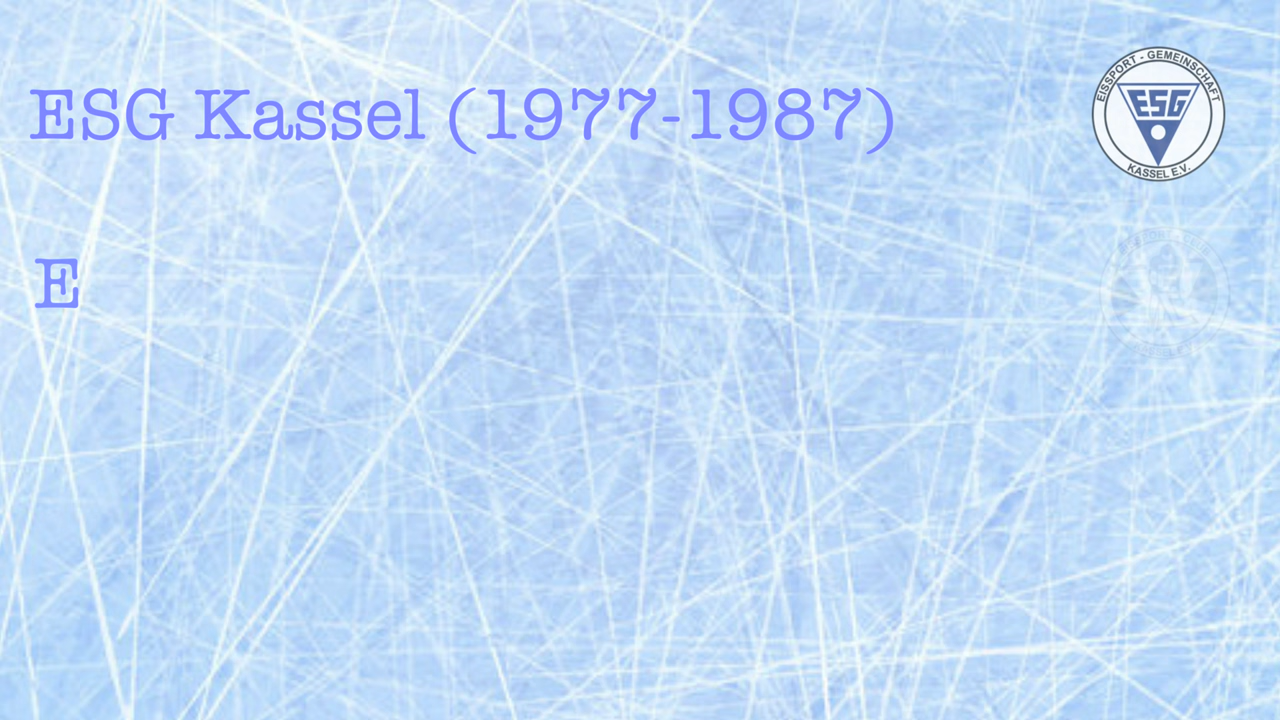 ESG Kassel (1977-1987)
EISSPORT - GEMEINSCHAFT
ESG
KASSEL E.V.
E